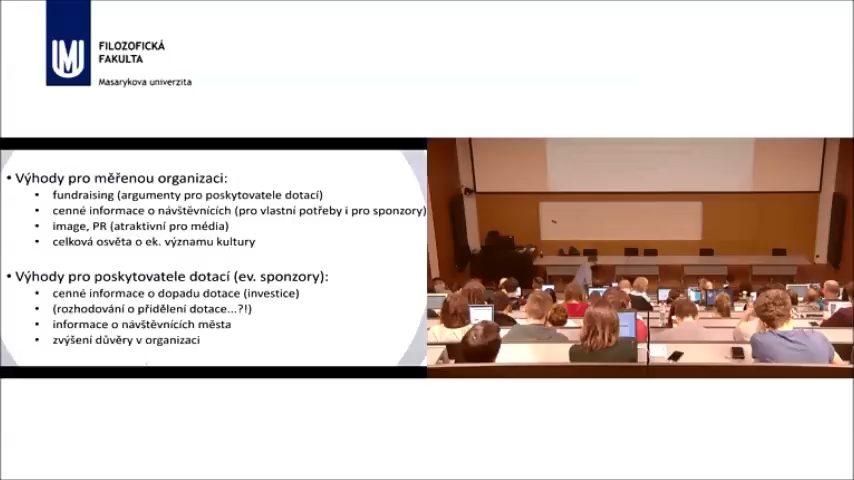 FILOZOFICKÁ
FAKULTA
Masarykova univerzita
• Výhody pro měřenou organizaci:
• fundraising (argumenty pro poskytovatele dotací)
• cenné informace o návštěvnících (pro vlastní potřeby i pro sponzory)
• image, PR (atraktivní pro média)
• celková osvěta o ek. významu kultury
• Výhody pro poskytovatele dotací (ev. sponzory):
• cenné informace o dopadu dotace (investice)
• (rozhodování o přidělení dotace...?!)
• informace o návštěvnících města
• zvýšení důvěry v organizaci